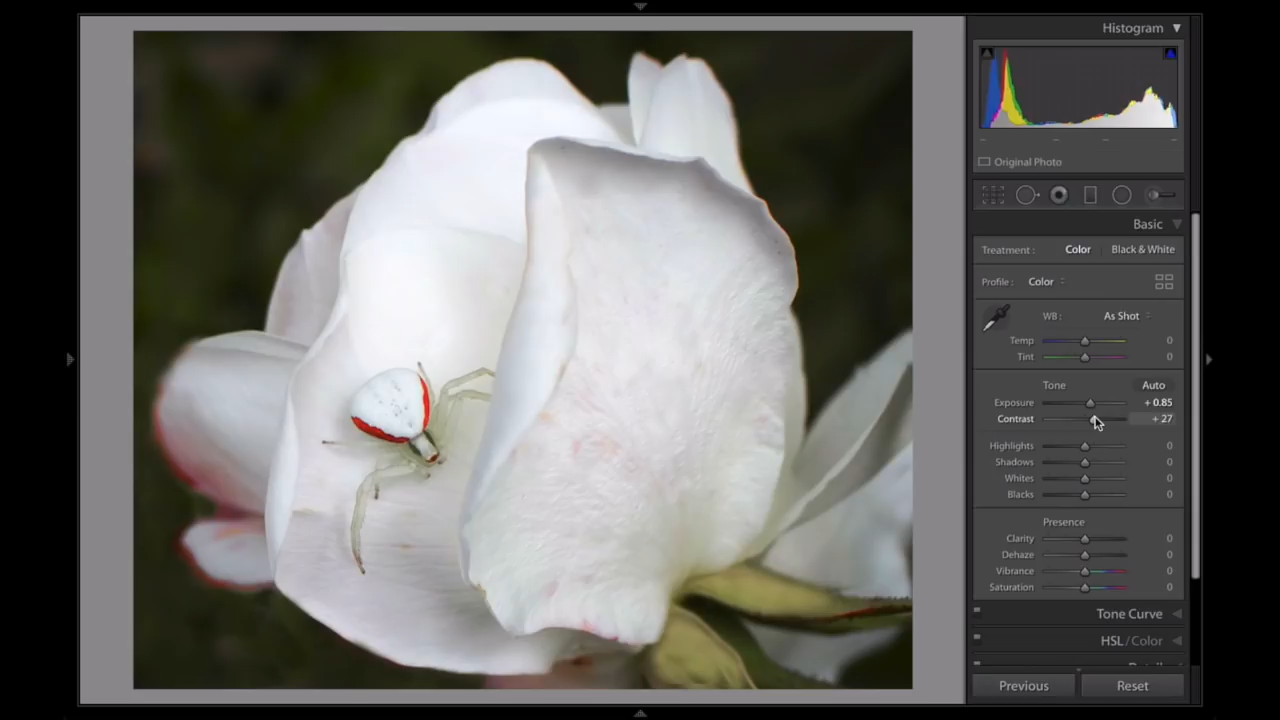 Histogram
Original Photo
Basic
Treatment : Color Black & White
Profile : Color
WB : As Shot
Temp 0
Tint 0
Tone Auto
Exposure + 0.85
Contrast + 27
Highlights 0
Shadows 0
Whites 0
Blacks 0
Presence
Clarity 0
Dehaze 0
Vibrance 0
Saturation 0
Tone Curve
HSL / Color
Previous Reset